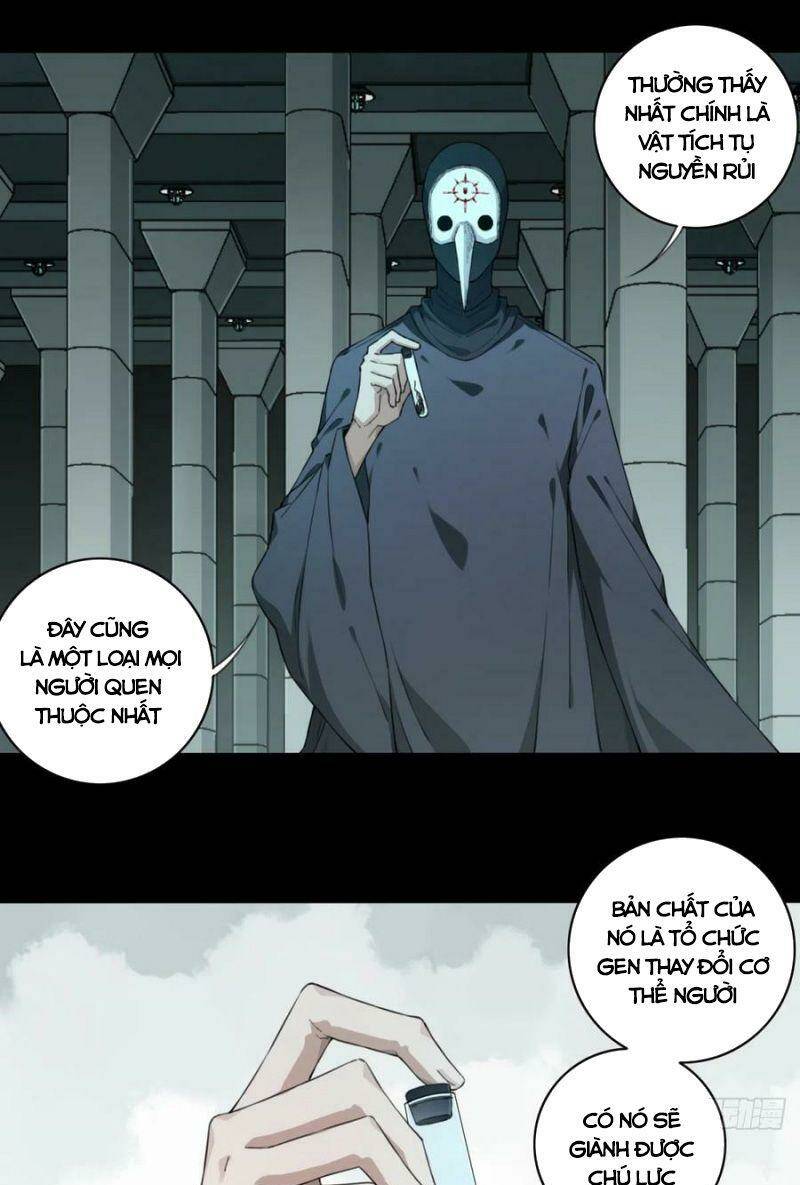 THƯỜNG THẤY
NHẤT CHÍNH LÀ
VẬT TÍCH TỤ
NGUYỀN RỦI
ĐÂY CŨNG
LÀ MỘT LOẠI MỌI
NGƯỜI QUEN
THUỘC NHẤT
BẢN CHẤT CỦA
NÓ LÀ TỔ CHỨC
GEN THAY ĐỔI CƠ
THỂ NGƯỜI
CÓ NÓ SẼ
GIÀNH ĐƯỢC
CHÚ LỰC
动漫